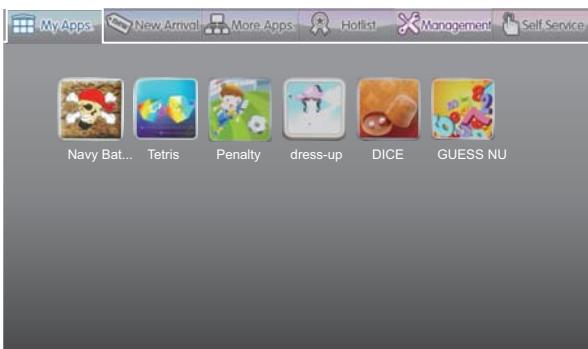 My Apps New New Arrival More Apps Hotlist Management Self Service
Navy Bat... Tetris Penalty dress-up DICE GUESS NU